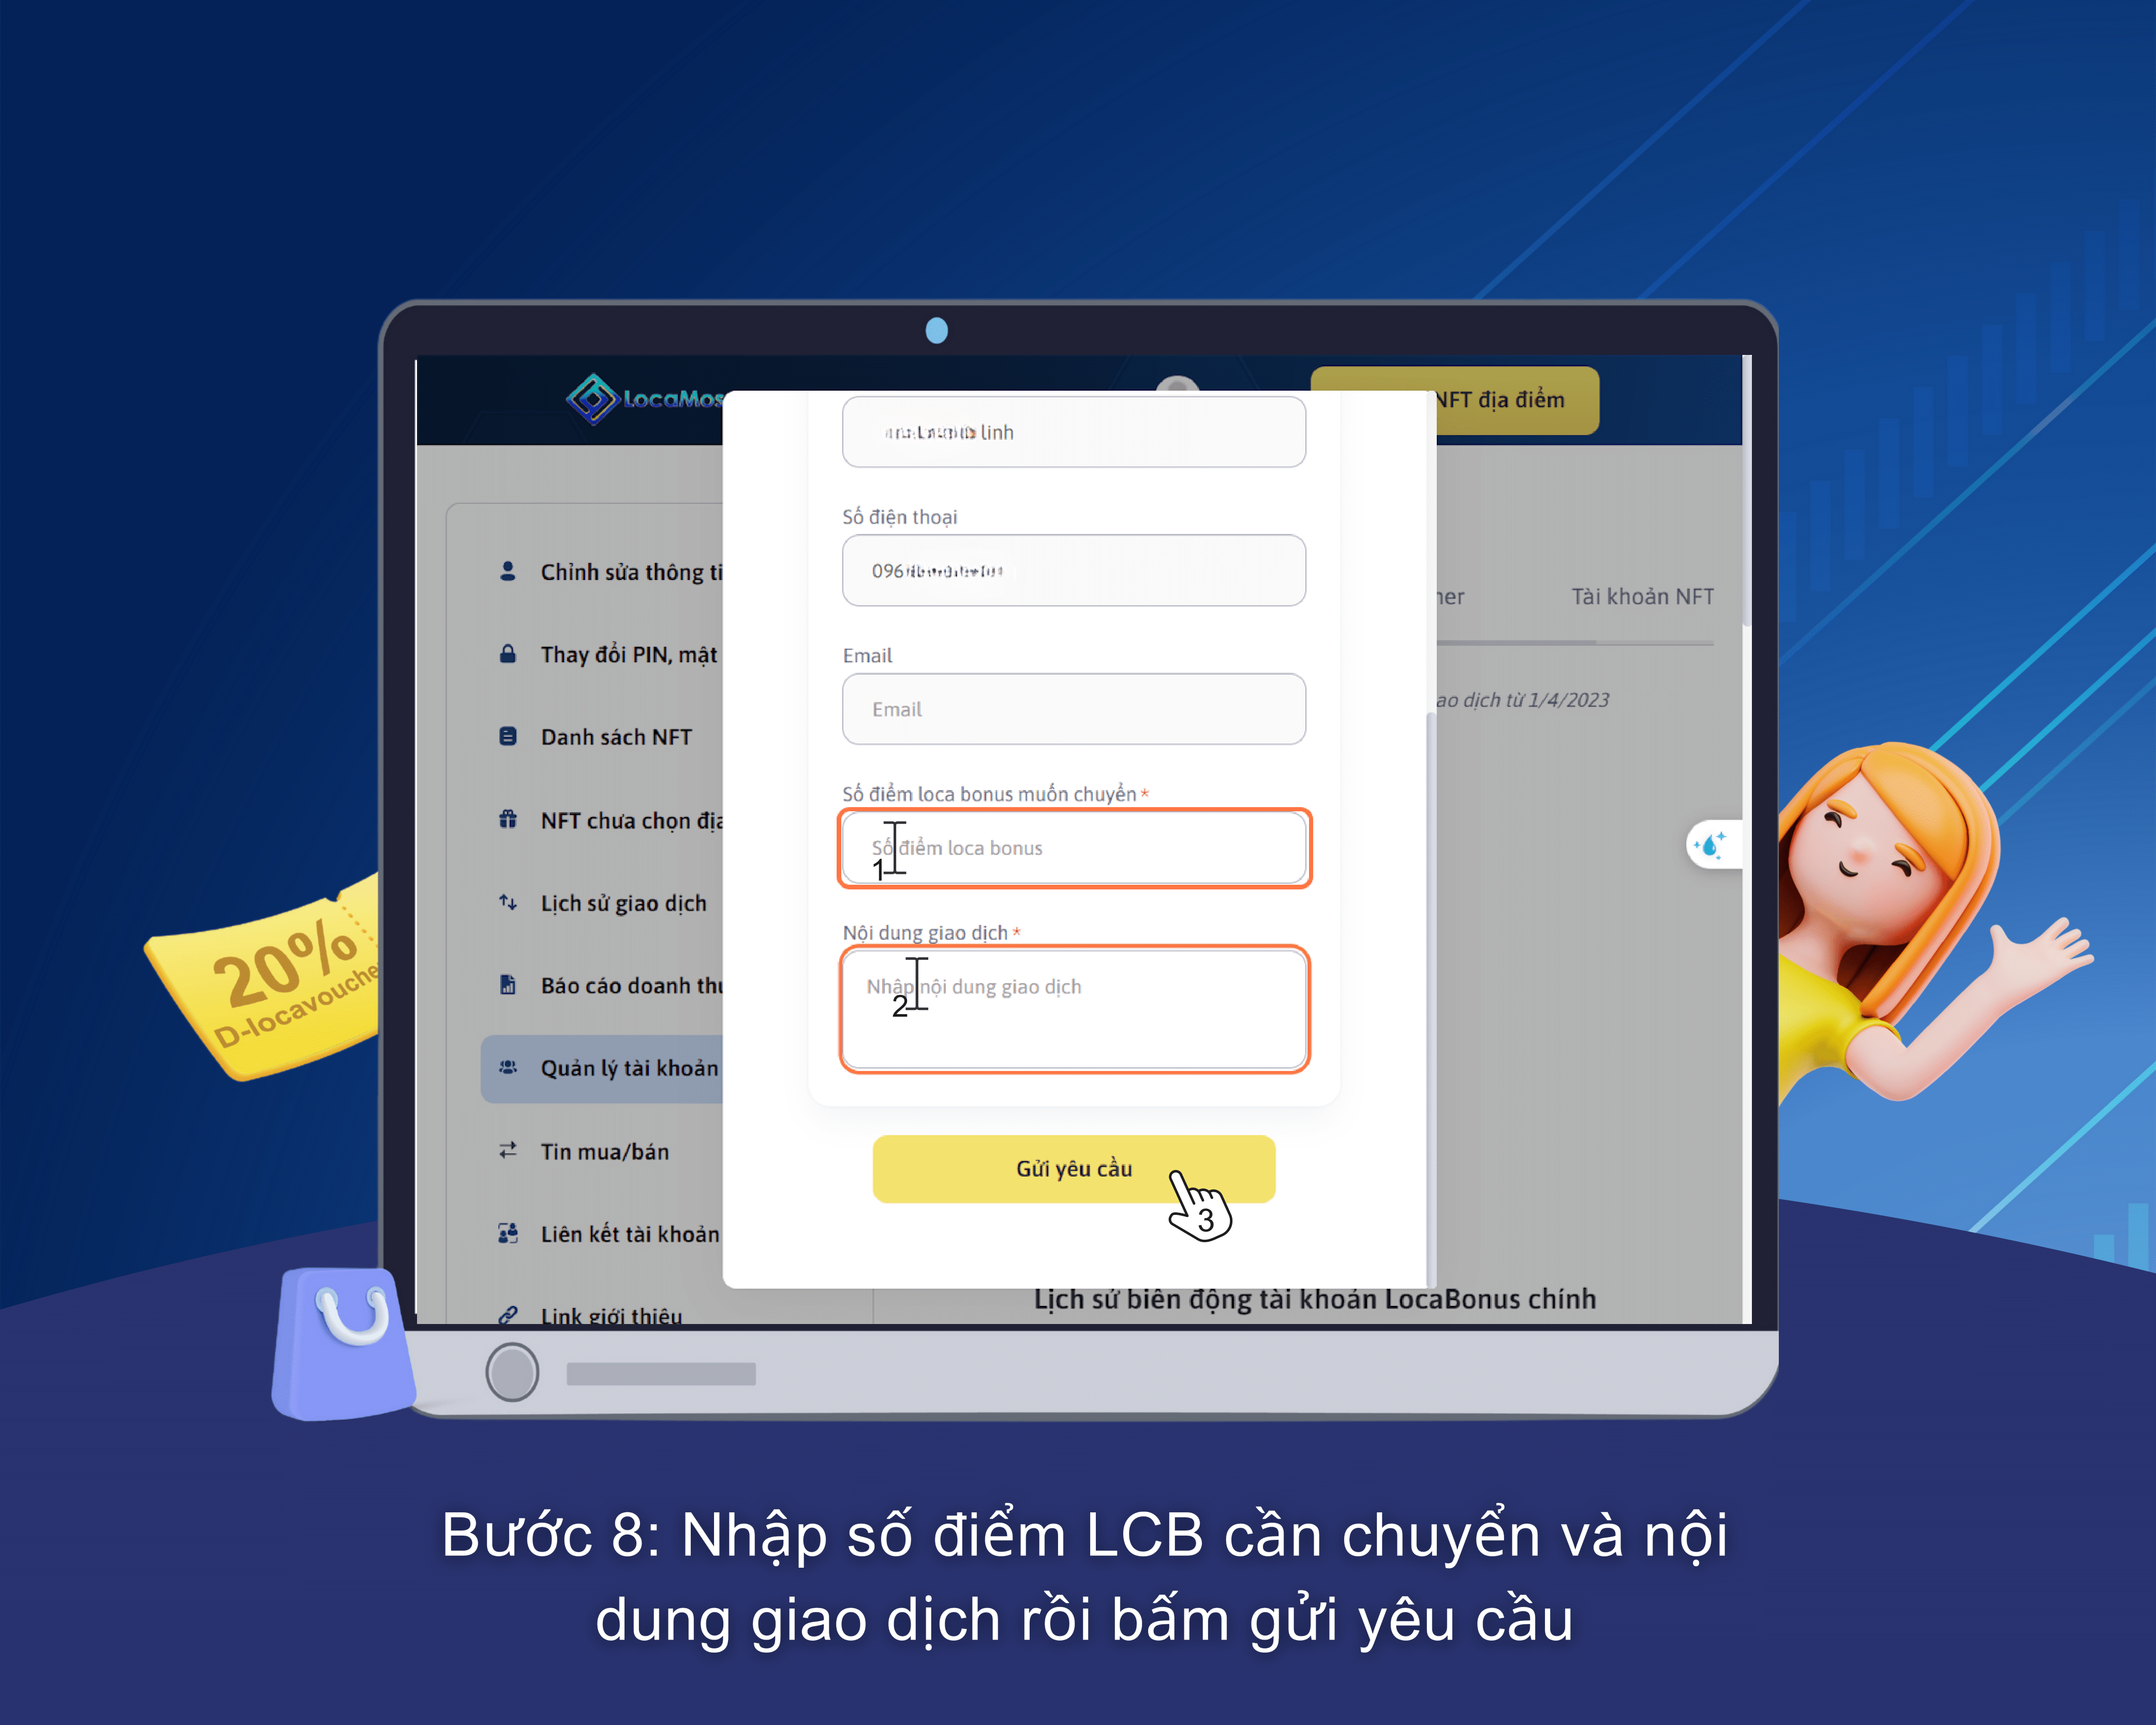 LocaMos
NFT địa điểm
linh
Số điện thoại
096
Email
Email
Số điểm loca bonus muốn chuyển *
Số điểm loca bonus
1
Nội dung giao dịch *
Nhập nội dung giao dịch
2
Gửi yêu cầu
3
Chỉnh sửa thông ti
Thay đổi PIN, mật
Danh sách NFT
NFT chưa chọn địa
Lịch sử giao dịch
Báo cáo doanh thu
Quản lý tài khoản
Tin mua/bán
Liên kết tài khoản
Link giới thiệu
her
Tài khoản NFT
ao dịch từ 1/4/2023
Lịch sử biến động tài khoản LocaBonus chính
20%
D-locavoucher
Bước 8: Nhập số điểm LCB cần chuyển và nội
dung giao dịch rồi bấm gửi yêu cầu